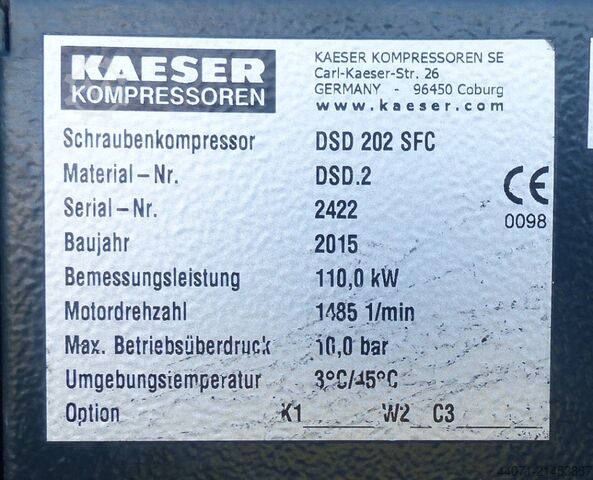 KAESER
KOMPRESSOREN
KAESER KOMPRESSOREN SE
Carl-Kaeser-Str. 26
GERMANY - 96450 Coburg
www.kaeser.com
Schraubenkompressor DSD 202 SFC
Material-Nr. DSD.2
Serial-Nr. 2422
Baujahr 2015
Bemessungsleistung 110,0 kW
Motordrehzahl 1485 1/min
Max. Betriebsüberdruck 10,0 bar
Umgebungstemperatur 3°C/45°C
Option K1 W2 C3
CE
0098